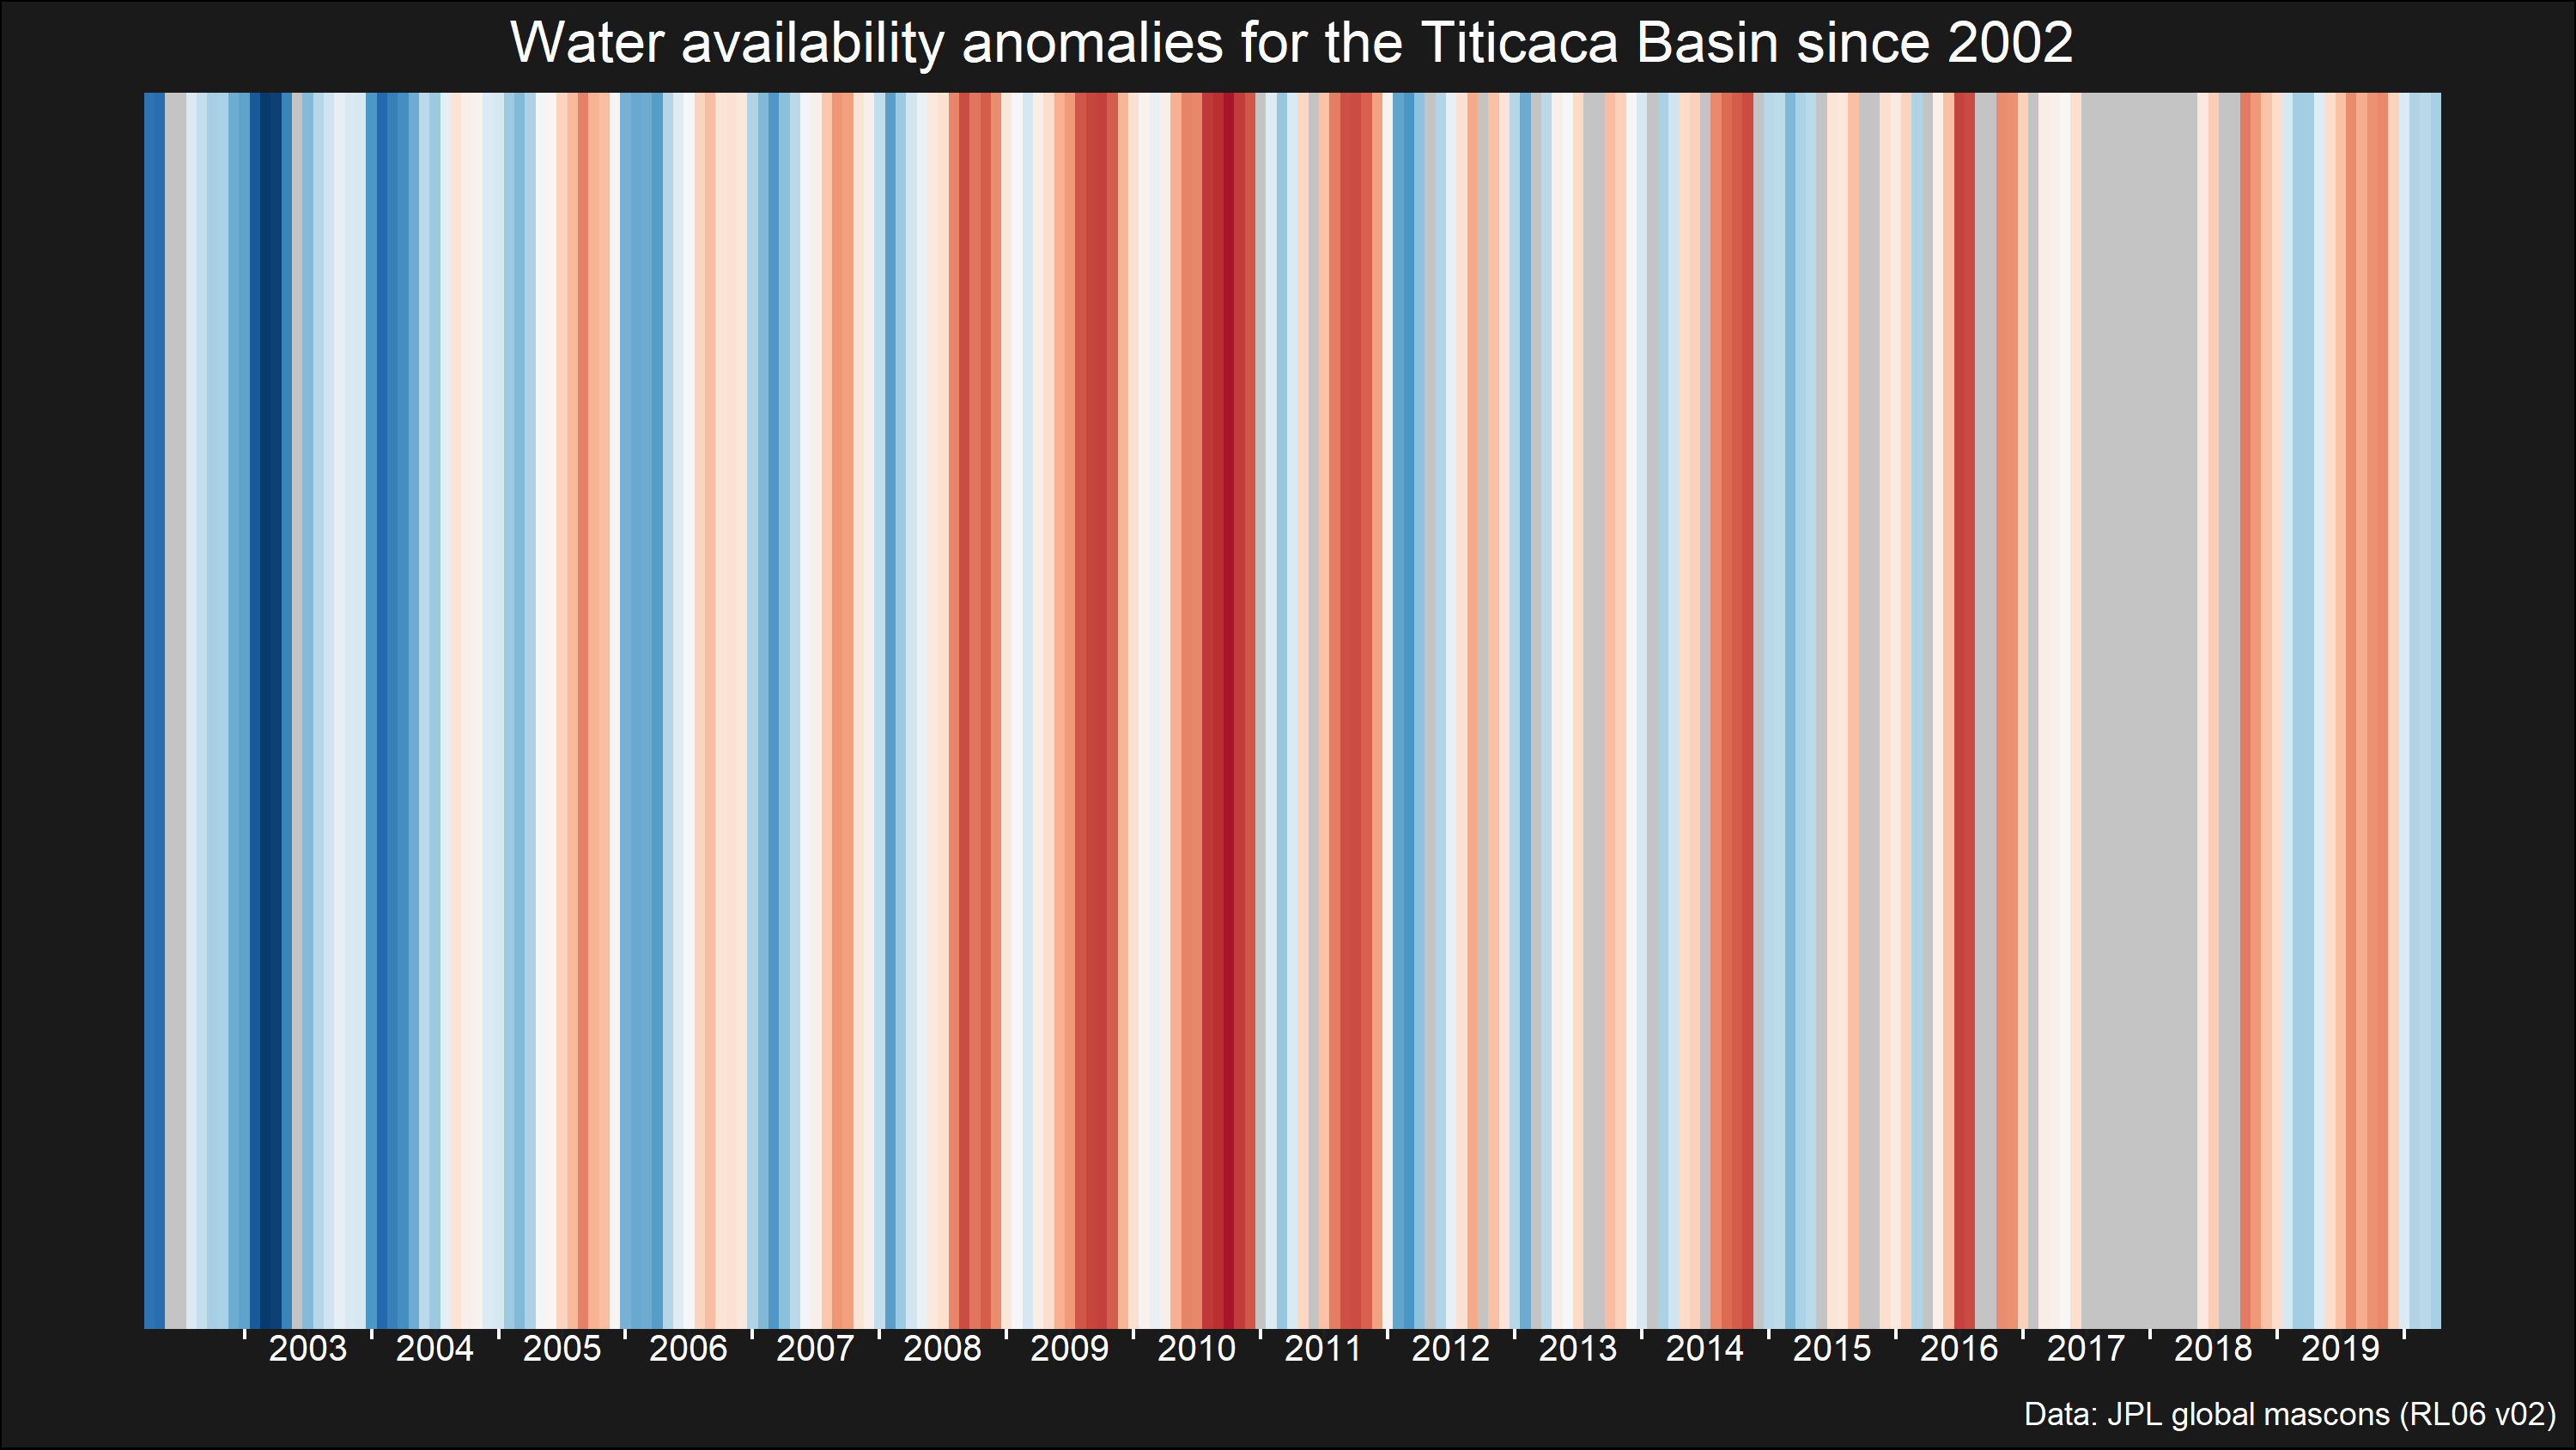 Water availability anomalies for the Titicaca Basin since 2002
2003 2004 2005 2006 2007 2008 2009 2010 2011 2012 2013 2014 2015 2016 2017 2018 2019
Data: JPL global mascons (RL06 v02)